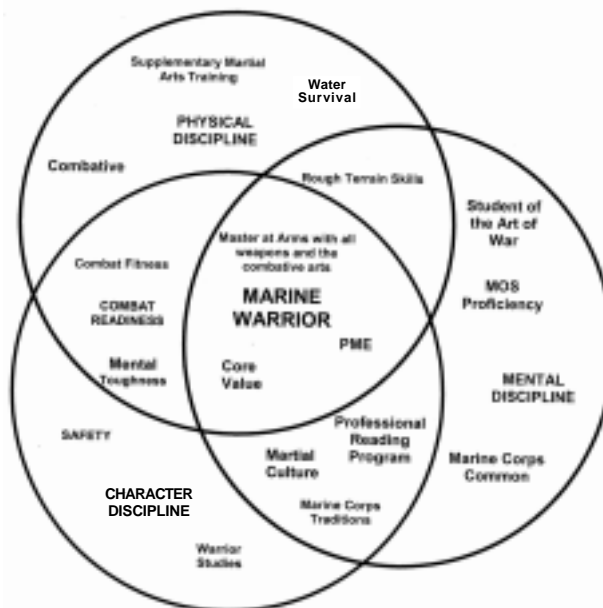 Supplementary Martial
Arts Training
Water
Survival
PHYSICAL
DISCIPLINE
Combative
Rough Terrain Skills
Student of
the Art of
War
Master at Arms with all
weapons and the
combative arts
Combat Fitness
MOS
Proficiency
MARINE
WARRIOR
COMBAT
READINESS
PME
Mental
Toughness
Core
Value
MENTAL
DISCIPLINE
Professional
Reading
Program
SAFETY
Martial
Culture
Marine Corps
Common
CHARACTER
DISCIPLINE
Marine Corps
Traditions
Warrior
Studies